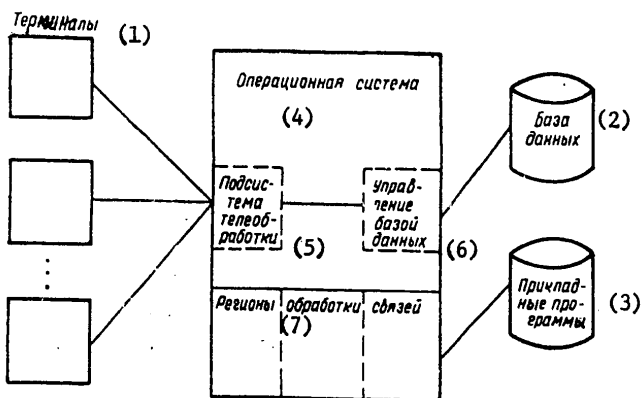 Терминалы (1)
Операционная система
(4)
База
данных (2)
Подсис-
тема
телеоб-
работки (5)
Управ-
ление
базой
данных (6)
Приклад-
ные про-
граммы (3)
Регионы обработки связей
(7)